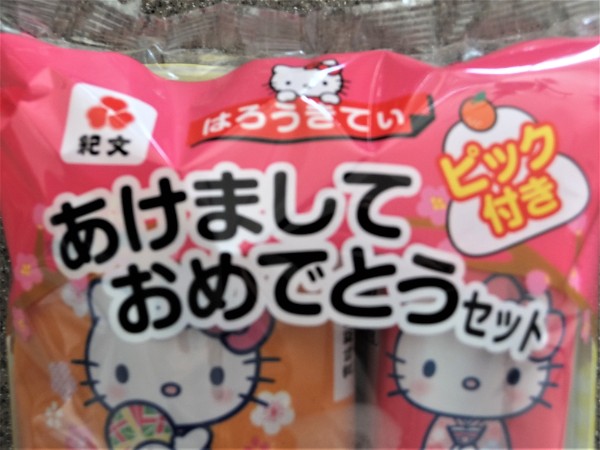 はろうきてぃ
紀文
ピック
付き
あけまして
おめでとうセット